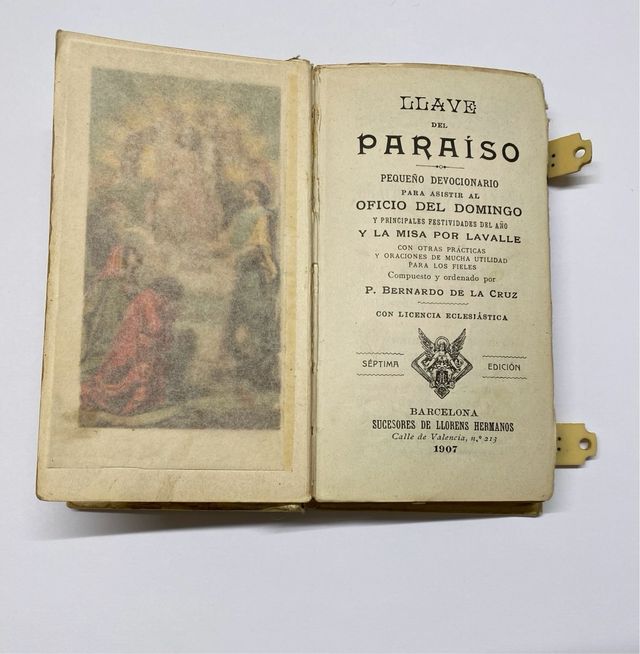 LLAVE
DEL
PARAÍSO
PEQUEÑO DEVOCIONARIO
PARA ASISTIR AL
OFICIO DEL DOMINGO
Y PRINCIPALES FESTIVIDADES DEL AÑO
Y LA MISA POR LAVALLE
CON OTRAS PRÁCTICAS
Y ORACIONES DE MUCHA UTILIDAD
PARA LOS FIELES
Compuesto y ordenado por
P. BERNARDO DE LA CRUZ
CON LICENCIA ECLESIÁSTICA
SÉPTIMA EDICIÓN
BARCELONA
SUCESORES DE LLORENS HERMANOS
Calle de Valencia, n.º 213
1907